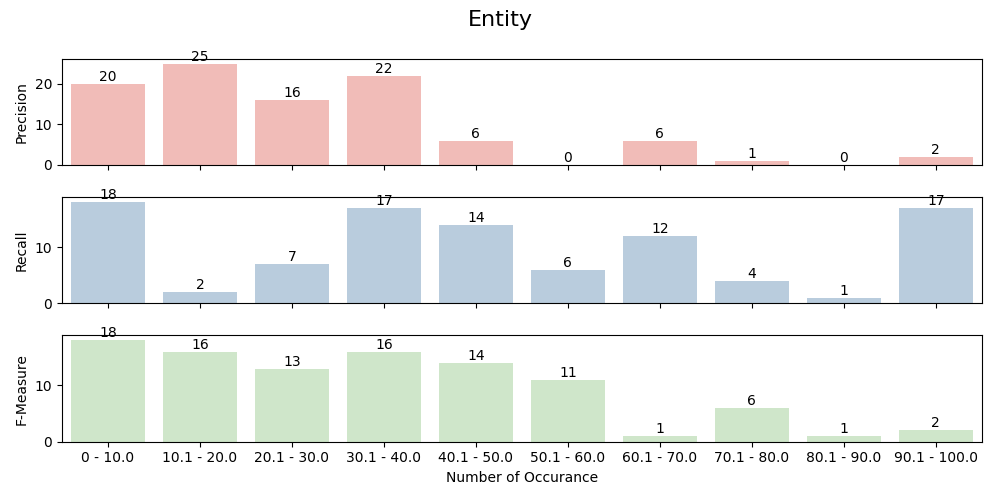 Entity
Precision
20
10
0
20 25 16 22 6 0 6 1 0 2
Recall
10
0
18 2 7 17 14 6 12 4 1 17
F-Measure
10
0
18 16 13 16 14 11 1 6 1 2
0 - 10.0 10.1 - 20.0 20.1 - 30.0 30.1 - 40.0 40.1 - 50.0 50.1 - 60.0 60.1 - 70.0 70.1 - 80.0 80.1 - 90.0 90.1 - 100.0
Number of Occurance